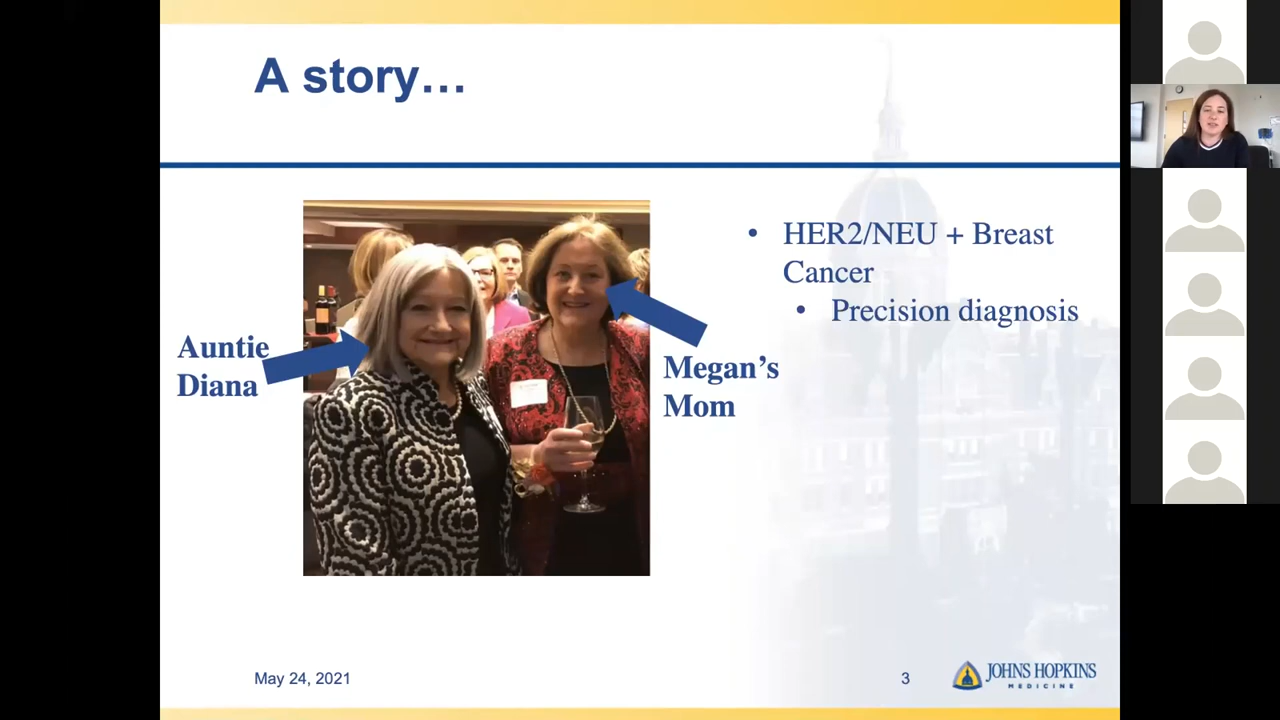 A story…
HER2/NEU + Breast
Cancer
Precision diagnosis
Auntie
Diana
Megan's
Mom
May 24, 2021
3
JOHNS HOPKINS
MEDICINE